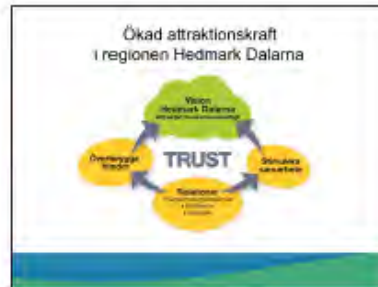 Ökad attraktionskraft
i regionen Hedmark Dalarna
Vision
Hedmark Dalarna
Överbrygga
hinder
TRUST
Stimulera
samarbete
Relationer